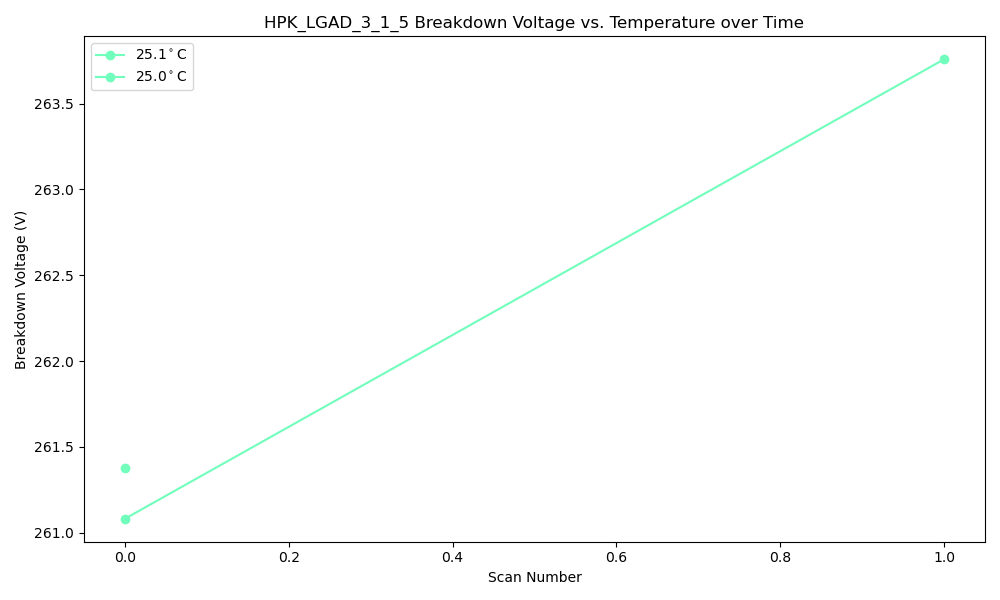 HPK_LGAD_3_1_5 Breakdown Voltage vs. Temperature over Time
25.1°C
25.0°C
Breakdown Voltage (V)
263.5
263.0
262.5
262.0
261.5
261.0
0.0 0.2 0.4 0.6 0.8 1.0
Scan Number